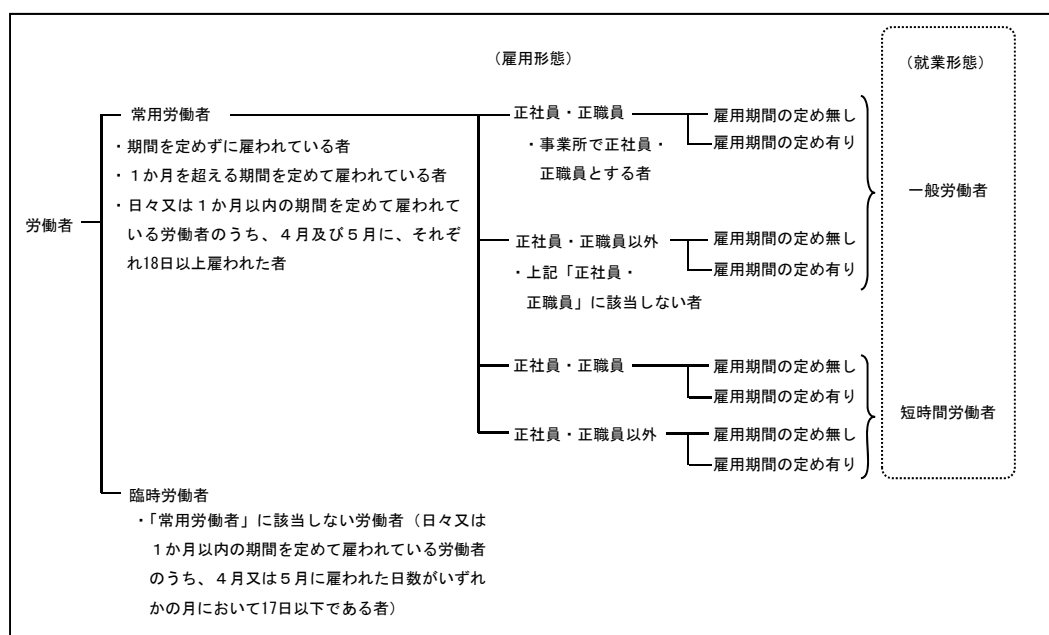 （雇用形態）
（就業形態）
労働者
常用労働者
・期間を定めずに雇われている者
・１か月を超える期間を定めて雇われている者
・日々又は１か月以内の期間を定めて雇われて
いる労働者のうち、４月及び５月に、それぞ
れ18日以上雇われた者
正社員・正職員
・事業所で正社員・
正職員とする者
雇用期間の定め無し
雇用期間の定め有り
正社員・正職員以外
・上記「正社員・
正職員」に該当しない者
雇用期間の定め無し
雇用期間の定め有り
一般労働者
正社員・正職員
雇用期間の定め無し
雇用期間の定め有り
正社員・正職員以外
雇用期間の定め無し
雇用期間の定め有り
短時間労働者
臨時労働者
・「常用労働者」に該当しない労働者（日々又は
１か月以内の期間を定めて雇われている労働者
のうち、４月又は５月に雇われた日数がいずれ
かの月において17日以下である者）